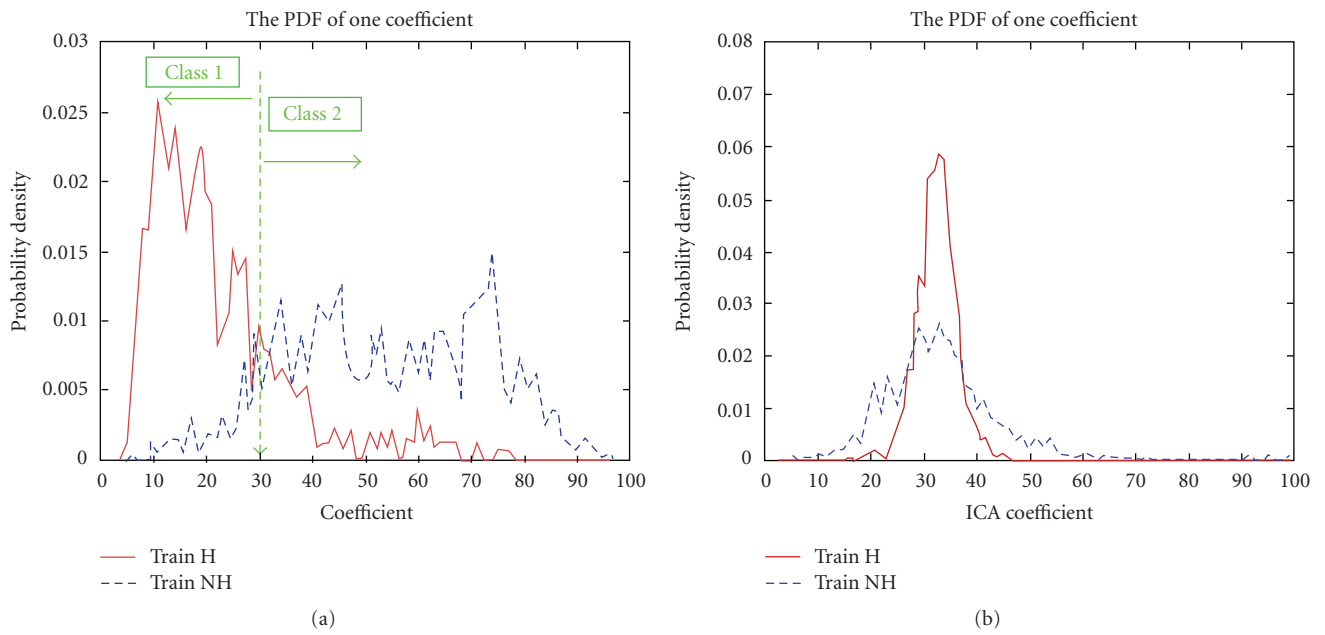 The PDF of one coefficient
0.03
0.025
0.02
0.015
0.01
0.005
0
Probability density
Class 1
Class 2
0 10 20 30 40 50 60 70 80 90 100
Coefficient
Train H
Train NH
(a)
The PDF of one coefficient
0.08
0.07
0.06
0.05
0.04
0.03
0.02
0.01
0
Probability density
0 10 20 30 40 50 60 70 80 90 100
ICA coefficient
Train H
Train NH
(b)